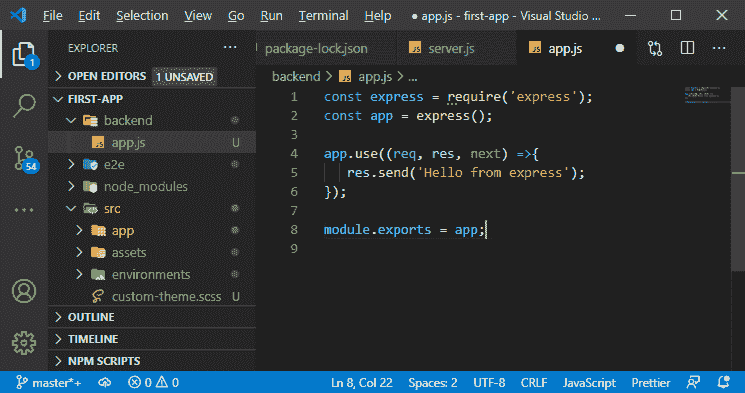 File Edit View Go Run Terminal Help ● app.js - first-app - Visual Studio ...
EXPLORER ...
OPEN EDITORS 1 UNSAVED
FIRST-APP
backend
app.js U
e2e
node_modules
src
app
assets
environments
custom-theme.scss U
OUTLINE
TIMELINE
NPM SCRIPTS
1
54
package-lock.json server.js app.js ● ...
backend > app.js > ...
1 const express = require('express');
2 const app = express();
3
4 app.use((req, res, next) =>{
5 res.send('Hello from express');
6 });
7
8 module.exports = app;
9
master*+ 0 0 Ln 8, Col 22 Spaces: 2 UTF-8 CRLF JavaScript Prettier